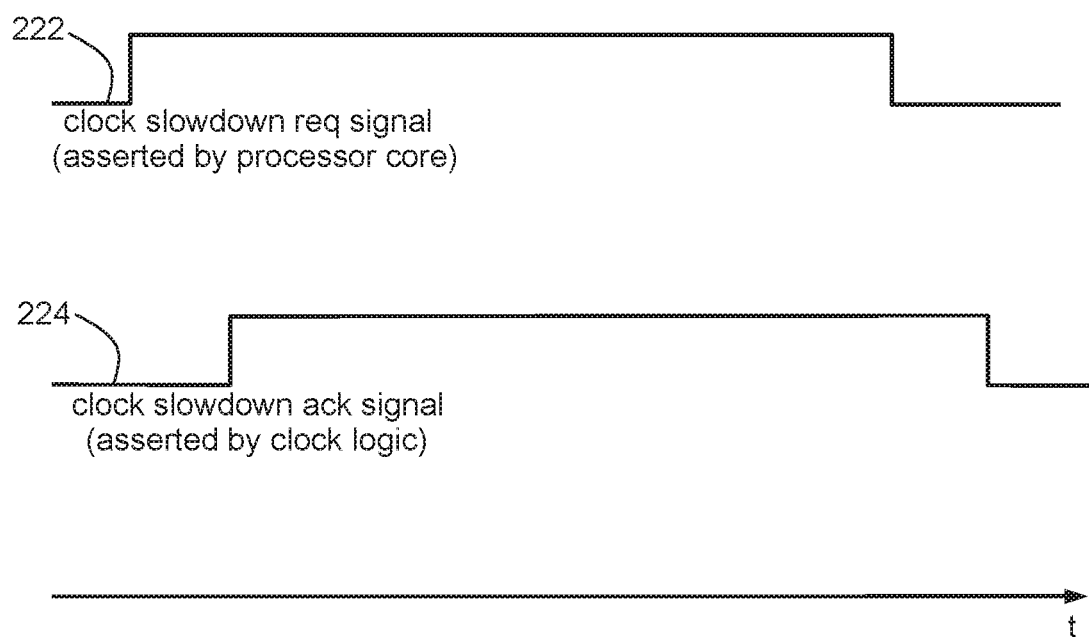 222
clock slowdown req signal
(asserted by processor core)
224
clock slowdown ack signal
(asserted by clock logic)
t